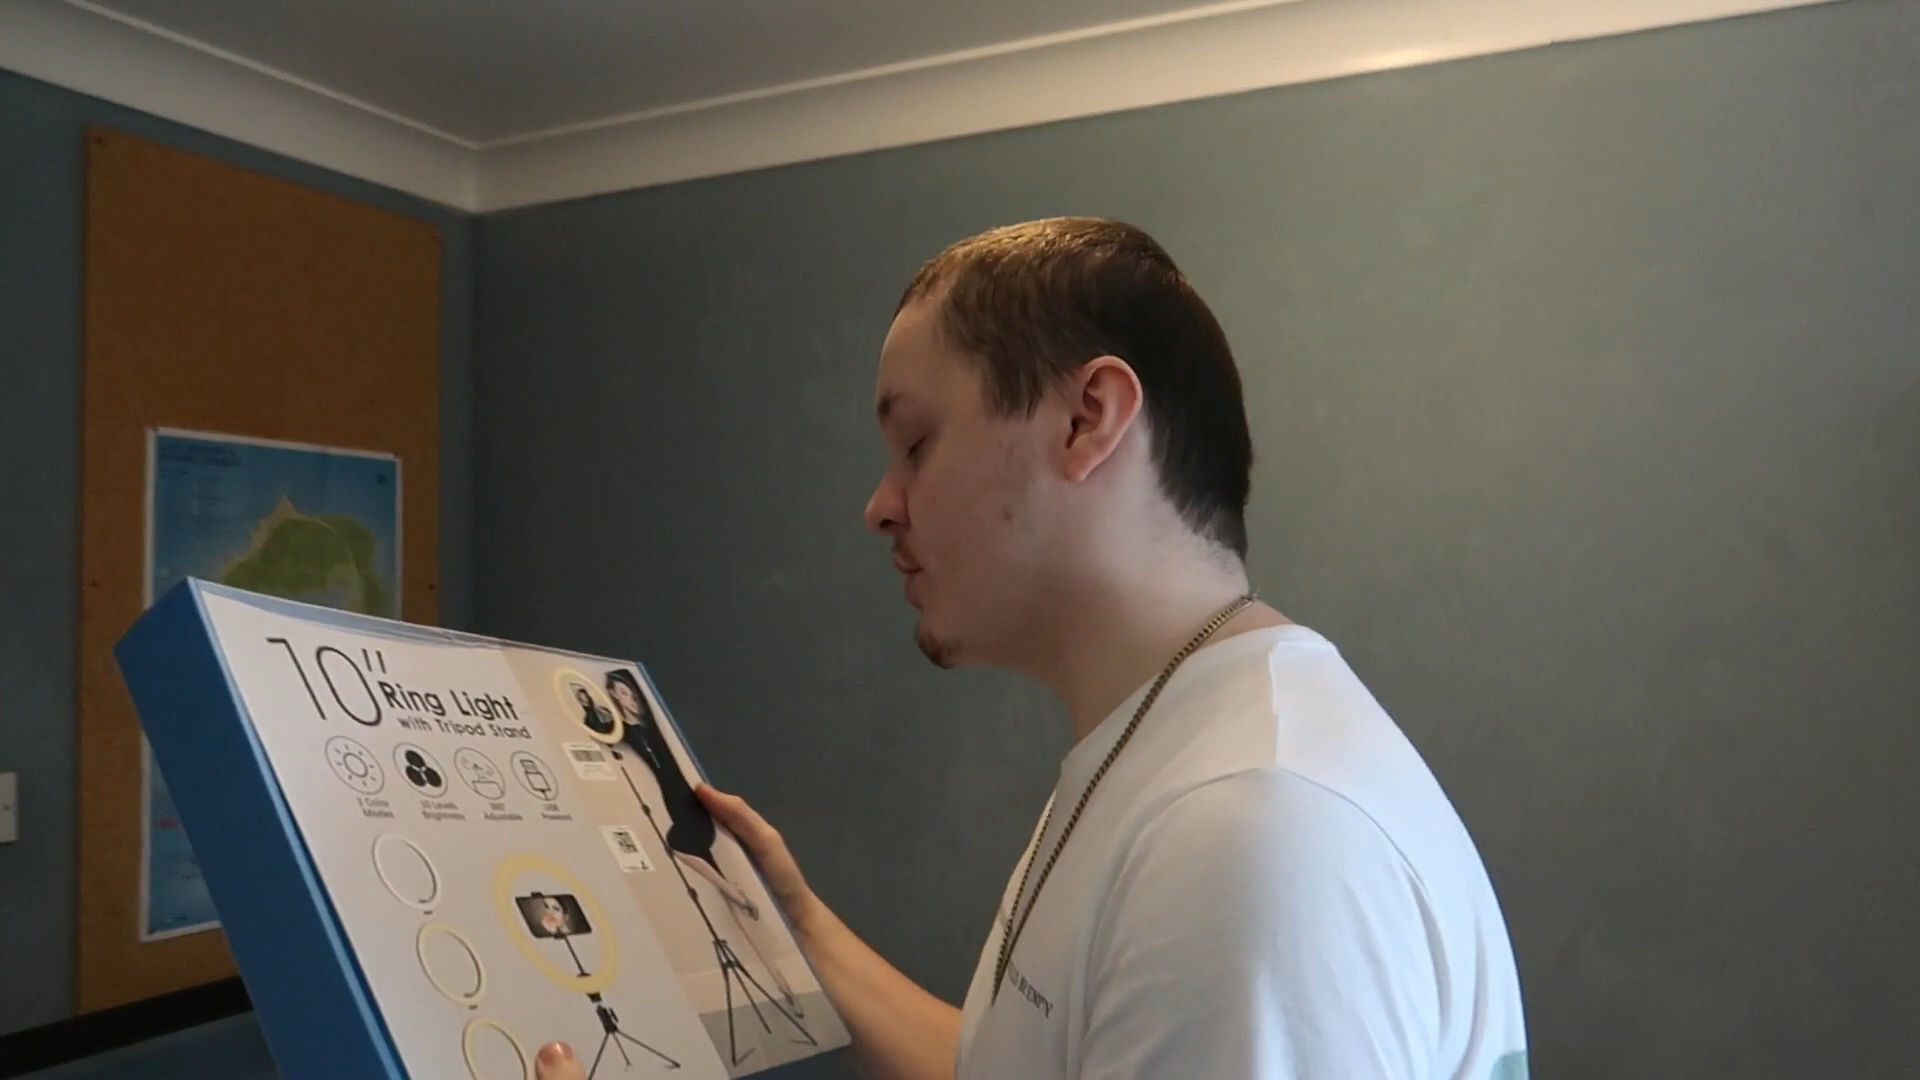 10"
Ring Light
with Tripod Stand
3 Color
Modes
10 Levels
Brightness
360°
Adjustable
USB
Powered